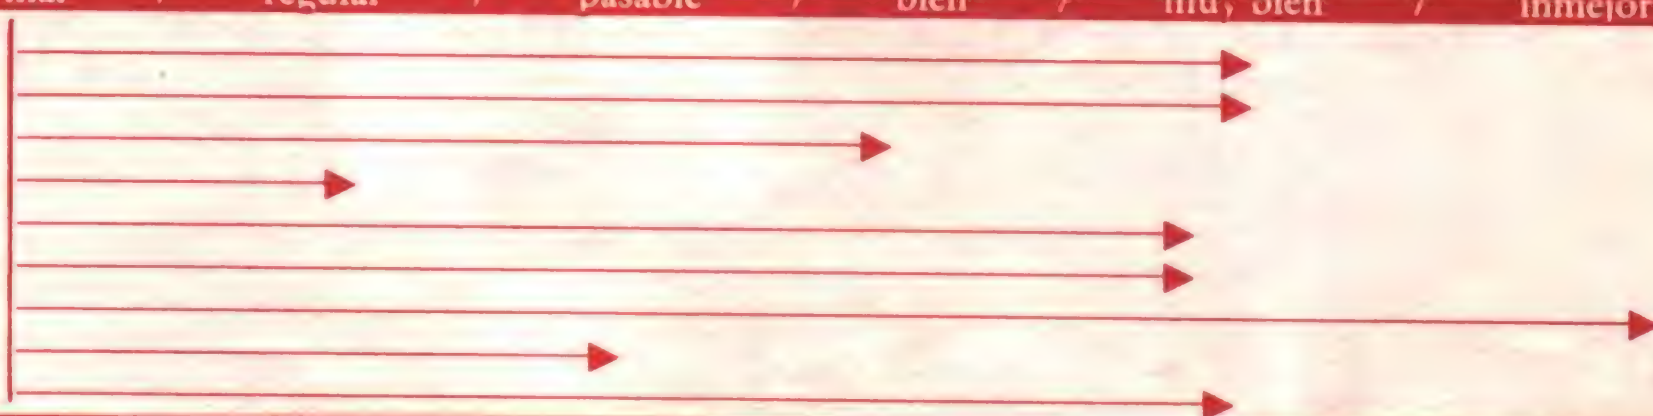 mal / regular / pasable / bien / muy bien / inmejor